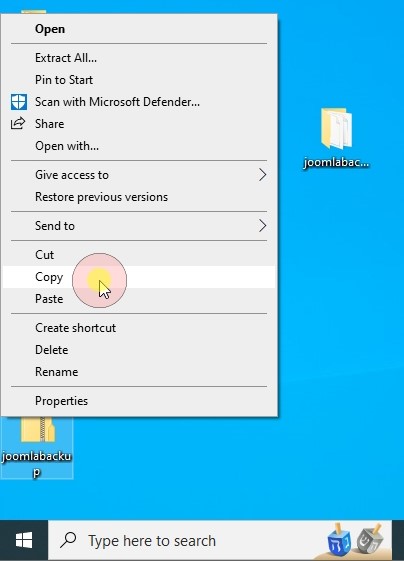 Open
Extract All...
Pin to Start
Scan with Microsoft Defender...
Share
Open with...
Give access to
Restore previous versions
Send to
Cut
Copy
Paste
Create shortcut
Delete
Rename
Properties
joomlabac...
joomlabacku
p
Type here to search